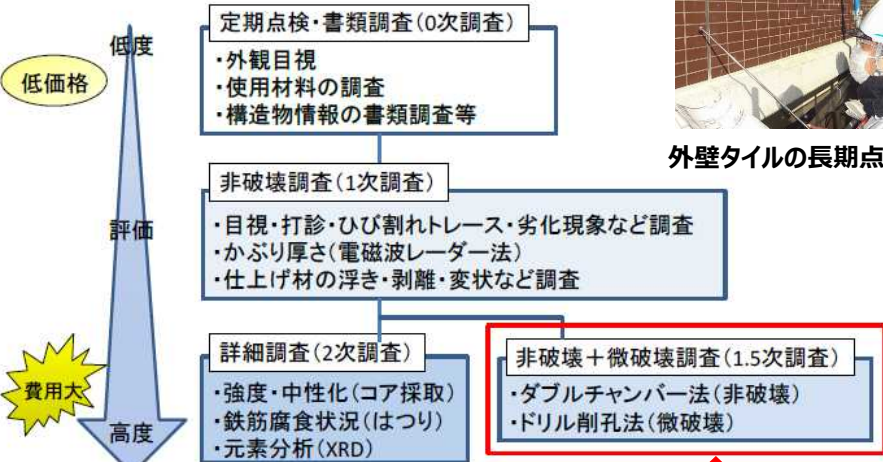 定期点検・書類調査(0次調査)
・外観目視
・使用材料の調査
・構造物情報の書類調査等
低度
低価格
外壁タイルの長期点
非破壊調査(1次調査)
・目視・打診・ひび割れトレース・劣化現象など調査
・かぶり厚さ(電磁波レーダー法)
・仕上げ材の浮き・剥離・変状など調査
評価
詳細調査(2次調査)
・強度・中性化(コア採取)
・鉄筋腐食状況(はつり)
・元素分析(XRD)
非破壊+微破壊調査(1.5次調査)
・ダブルチャンバー法(非破壊)
・ドリル削孔法(微破壊)
費用大
高度